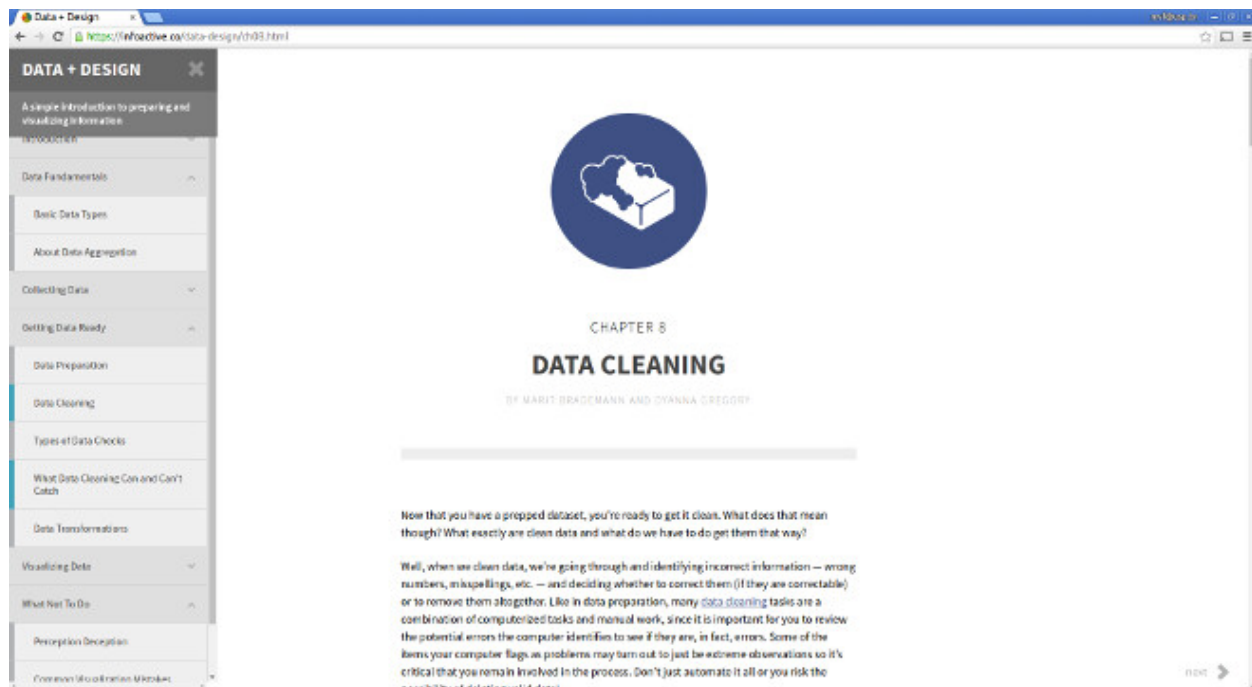 Data + Design
https://infoactive.co/data-design/ch08.html
DATA + DESIGN
A simple introduction to preparing and
visualizing information
Introduction
Data Fundamentals
Basic Data Types
About Data Aggregation
Collecting Data
Getting Data Ready
Data Preparation
Data Cleaning
Types of Data Checks
What Data Cleaning Can and Can't
Catch
Data Transformations
Visualizing Data
What Not To Do
Perception Deception
Common Visualization Mistakes
CHAPTER 8
DATA CLEANING
BY MARIT BRADEMANN AND DYANNA GREGORY
Now that you have a prepped dataset, you're ready to get it clean. What does that mean
though? What exactly are clean data and what do we have to do get them that way?
Well, when we clean data, we're going through and identifying incorrect information — wrong
numbers, misspellings, etc. — and deciding whether to correct them (if they are correctable)
or to remove them altogether. Like in data preparation, many data cleaning tasks are a
combination of computerized tasks and manual work, since it is important for you to review
the potential errors the computer identifies to see if they are, in fact, errors. Some of the
items your computer flags as problems may turn out to just be extreme observations so it's
critical that you remain involved in the process. Don't just automate it all or you risk the
possibility of deleting valid data!
next